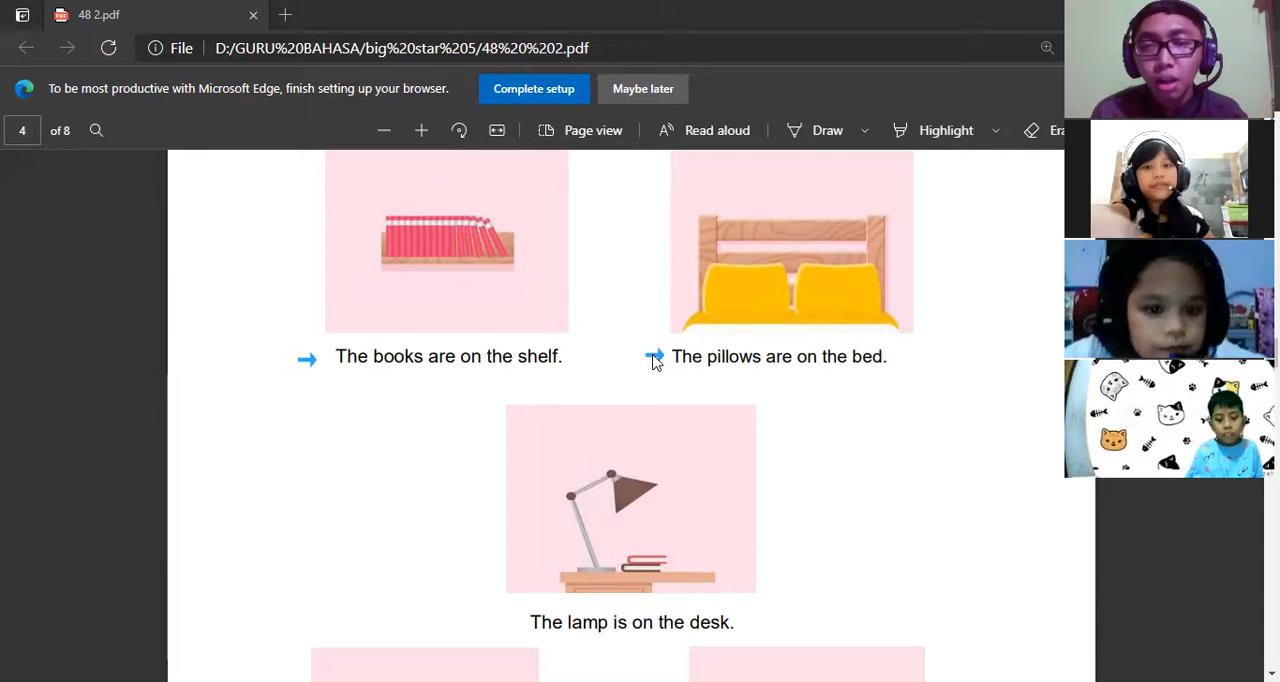 48 2.pdf
File
D:/GURU%20BAHASA/big%20star%205/48%20%202.pdf
To be most productive with Microsoft Edge, finish setting up your browser.
Complete setup
Maybe later
4 of 8
Page view
Read aloud
Draw
Highlight
Era
The books are on the shelf.
The pillows are on the bed.
The lamp is on the desk.